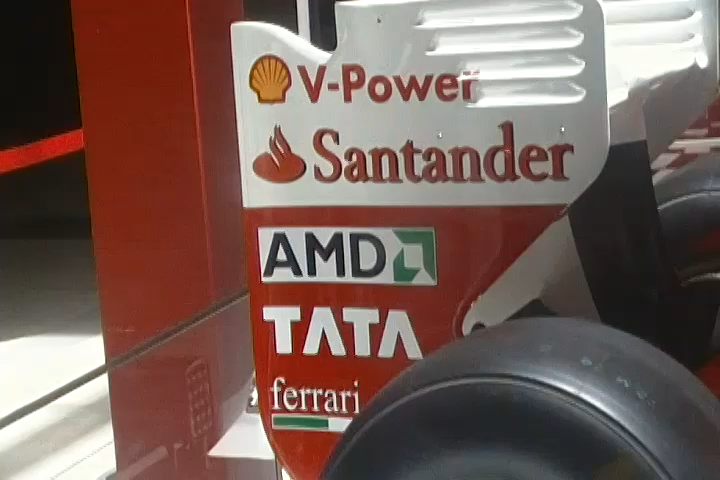 V-Power
Santander
AMD
TATA
ferrari